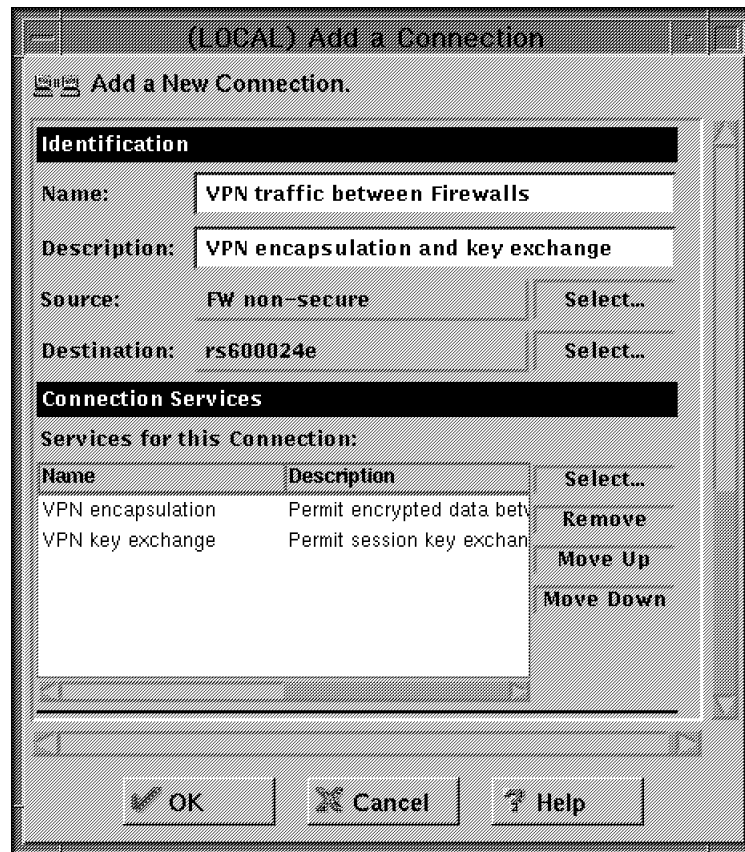 (LOCAL) Add a Connection
Add a New Connection.
Identification
Name: VPN traffic between Firewalls
Description: VPN encapsulation and key exchange
Source: FW non-secure Select...
Destination: rs600024e Select...
Connection Services
Services for this Connection:
Name Description Select...
VPN encapsulation Permit encrypted data betw Remove
VPN key exchange Permit session key exchan Move Up
Move Down
OK Cancel Help